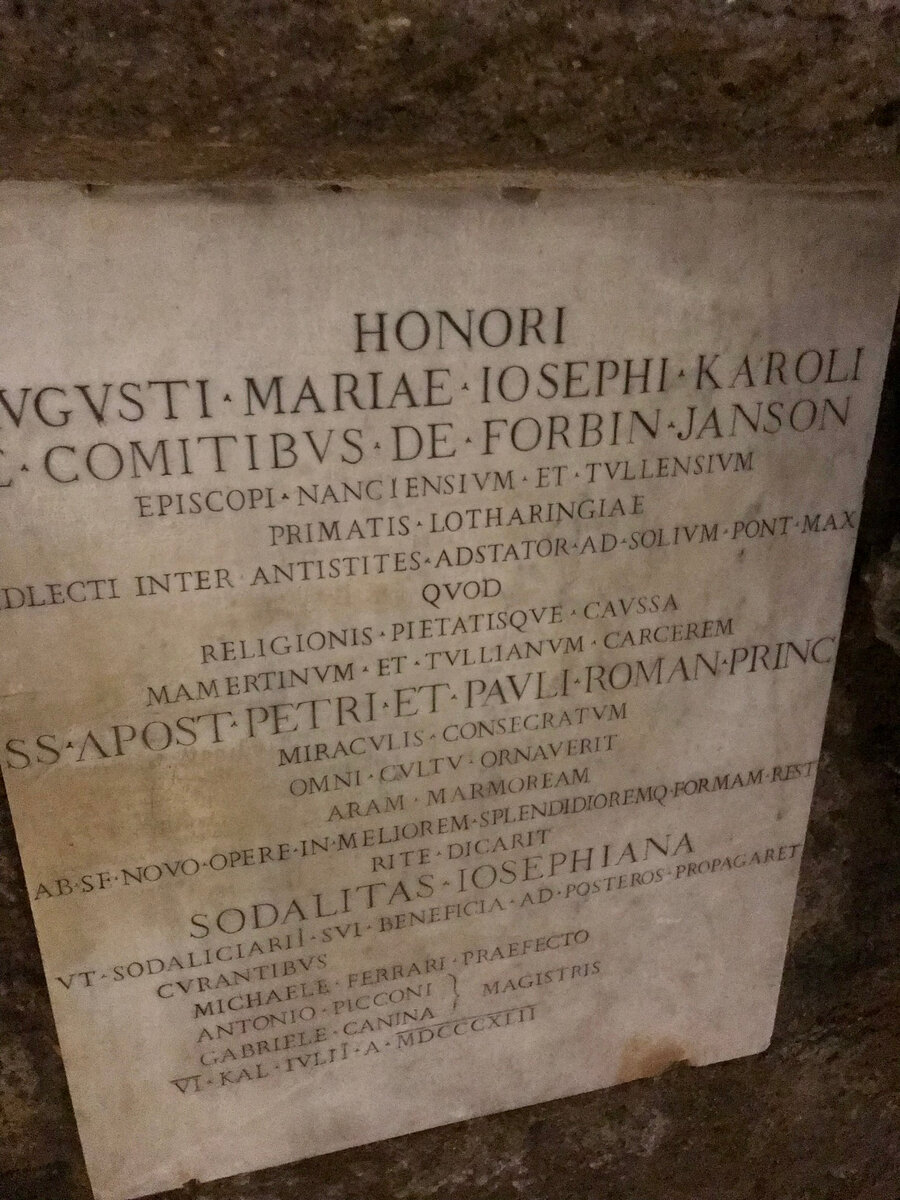 HONORI
VGVSTI · MARIAE · IOSEPHI · KAROLI
COMITIBVS · DE · FORBIN · JANSON
EPISCOPI · NANCIENSIVM · ET · TVLLENSIVM
PRIMATIS · LOTHARINGIAE
DLECTI INTER ANTISTITES · ADSTATOR · AD · SOLIVM · PONT · MAX
QVOD
RELIGIONIS · PIETATISQVE · CAVSSA
MAMERTINVM · ET · TVLLIANVM · CARCEREM
SS · APOST · PETRI · ET · PAVLI · ROMAN · PRINC
MIRACVLIS · CONSECRATVM
OMNI · CVLTV · ORNAVERIT
ARAM · MARMOREAM
AB · SE · NOVO · OPERE · IN · MELIOREM · SPLENDIDIOREMQ · FORMAM · REST
RITE · DICARIT
SODALITAS · IOSEPHIANA
VT · SODALICIARII · SVI · BENEFICIA · AD · POSTEROS · PROPAGARET
CVRANTIBVS
MICHAELE · FERRARI · PRAEFECTO
ANTONIO · PICCONI } MAGISTRIS
GABRIELE · CANINA
VI · KAL · IVLII · A · MDCCCXLII